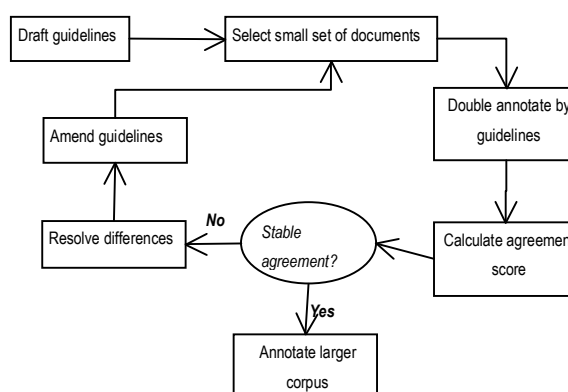 Draft guidelines
Select small set of documents
Double annotate by
guidelines
Amend guidelines
No
Stable
agreement?
Resolve differences
Calculate agreemen
score
Yes
Annotate larger
corpus